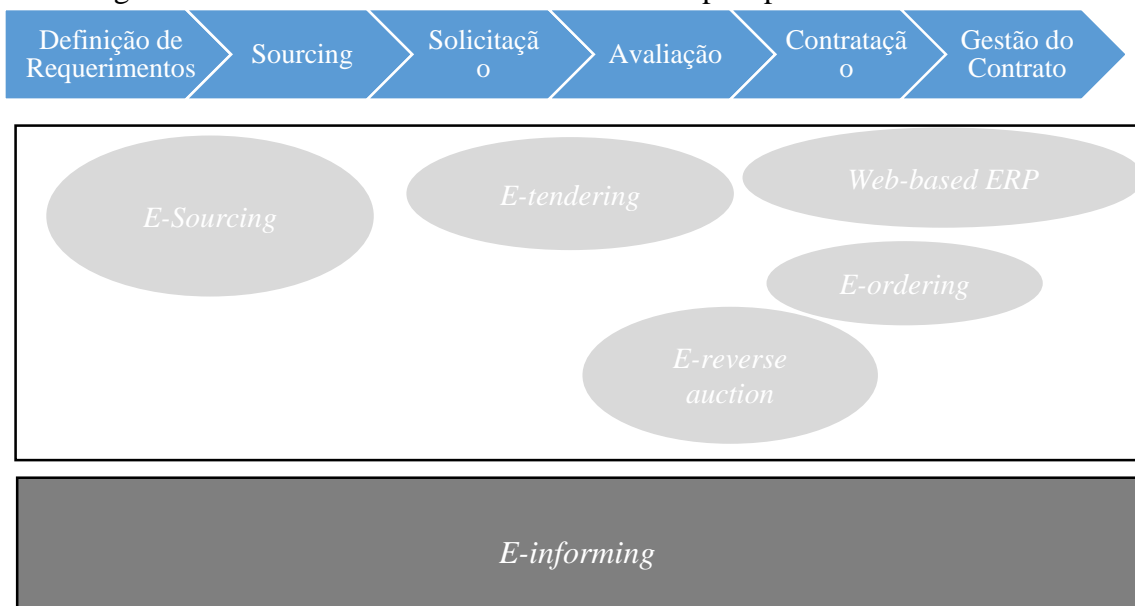 Definição de
Requerimentos
Sourcing
Solicitaçã
o
Avaliação
Contrataçã
o
Gestão do
Contrato
E-Sourcing
E-tendering
Web-based ERP
E-ordering
E-reverse
auction
E-informing